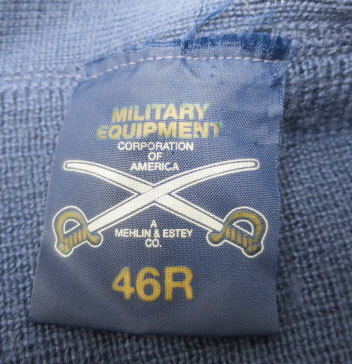 MILITARY
EQUIPMENT
CORPORATION
OF
AMERICA
A
MEHLIN & ESTEY
CO.
46R